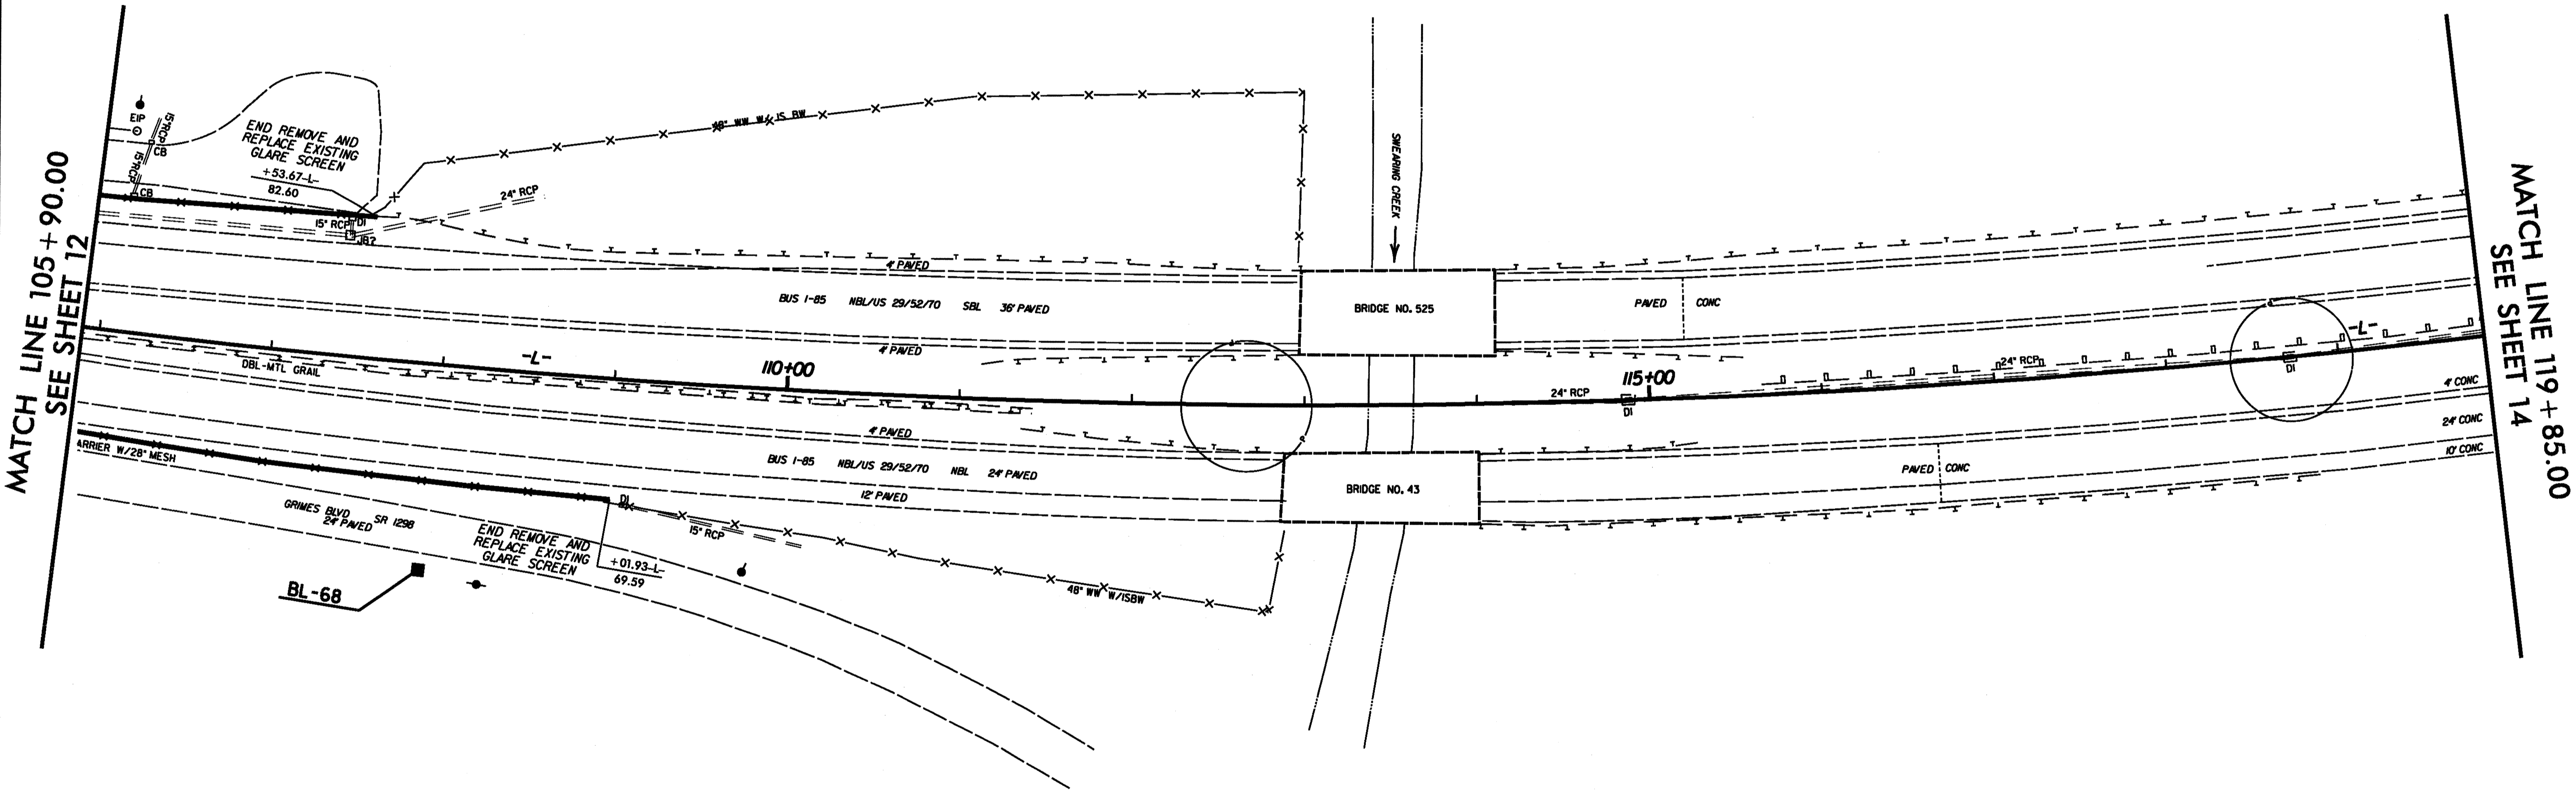 MATCH LINE 105+90.00
SEE SHEET 12
EIP
15"RCP
CB
15"RCP
CB
END REMOVE AND
REPLACE EXISTING
GLARE SCREEN
+53.67-L-
82.60
15" RCP
DI
JB?
24" RCP
48" WW W/ 1S BW
SWEARING CREEK
4' PAVED
BUS I-85 NBL/US 29/52/70 SBL 36' PAVED
BRIDGE NO. 525
PAVED
CONC
4' PAVED
-L-
DBL-MTL GRAIL
110+00
115+00
24" RCP
DI
24" RCP
DI
-L-
4' CONC
24' CONC
10' CONC
4' PAVED
BUS I-85 NBL/US 29/52/70 NBL 24' PAVED
12' PAVED
BRIDGE NO. 43
PAVED
CONC
ARRIER W/28" MESH
GRIMES BLVD SR 1298
24' PAVED
END REMOVE AND
REPLACE EXISTING
GLARE SCREEN
+01.93-L-
69.59
DI
15" RCP
48" WW W/1SBW
BL-68
MATCH LINE 119+85.00
SEE SHEET 14